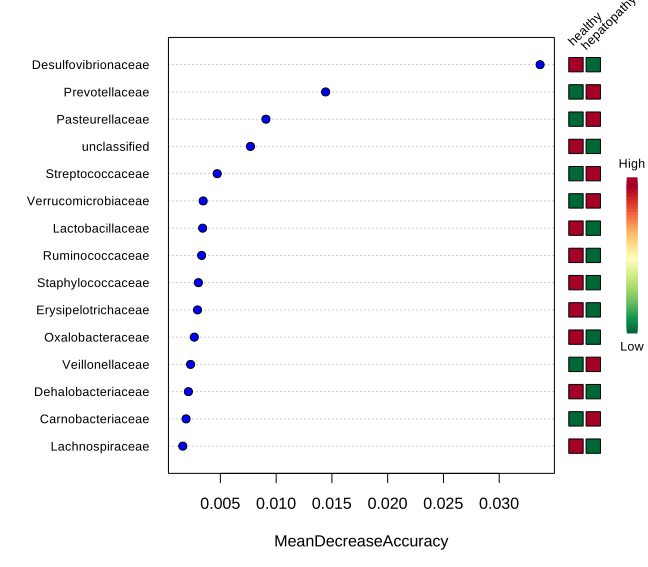 healthy
hepatopathy
Desulfovibrionaceae
Prevotellaceae
Pasteurellaceae
unclassified
Streptococcaceae
Verrucomicrobiaceae
Lactobacillaceae
Ruminococcaceae
Staphylococcaceae
Erysipelotrichaceae
Oxalobacteraceae
Veillonellaceae
Dehalobacteriaceae
Carnobacteriaceae
Lachnospiraceae
High
Low
0.005 0.010 0.015 0.020 0.025 0.030
MeanDecreaseAccuracy